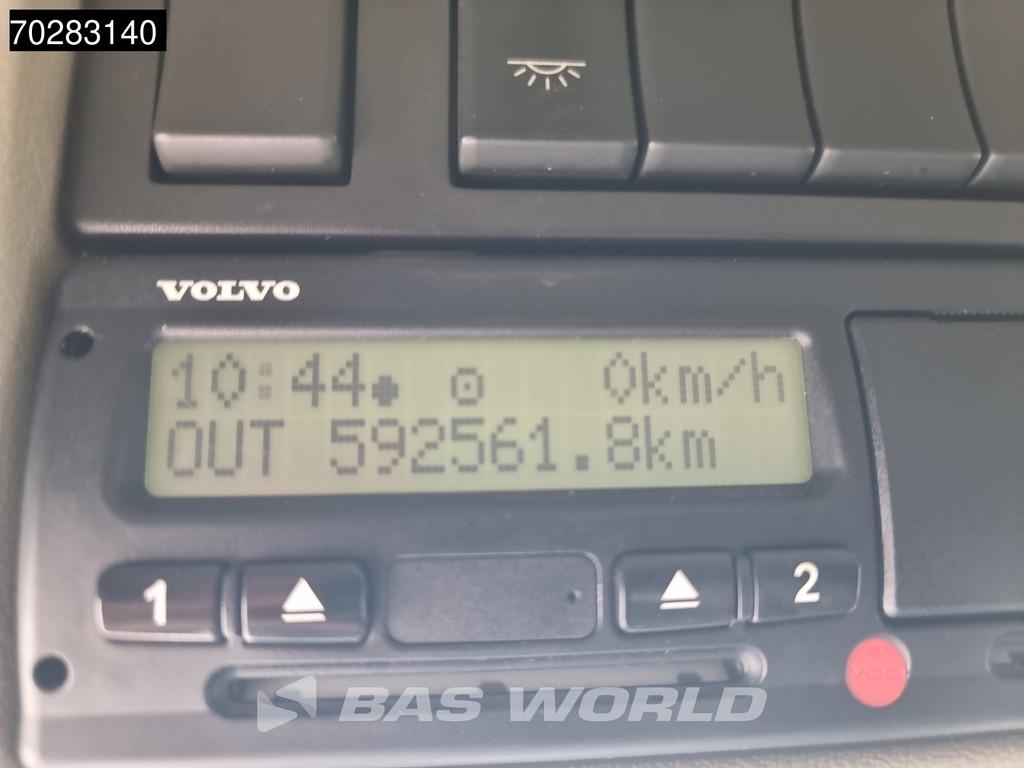 70283140
VOLVO
10:44 0km/h
OUT 592561.8km
1 2
BAS WORLD